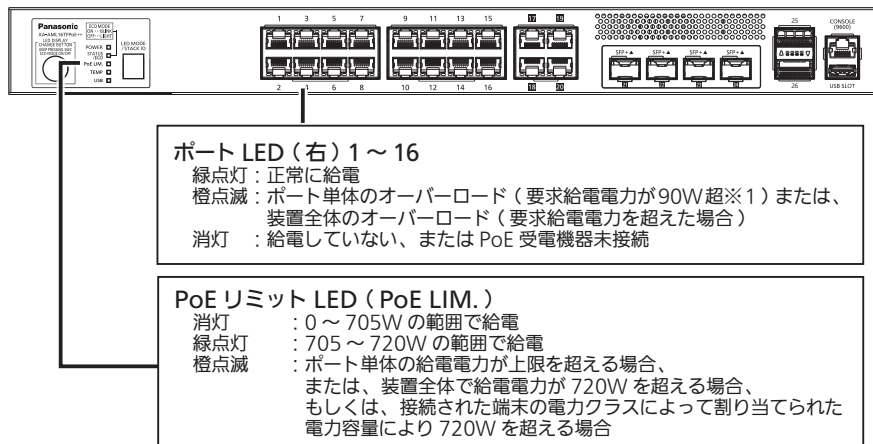 Panasonic
XA-AML16TFPoE++
LED DISPLAY
CHANGE BUTTON
ECO MODE
ON …BLINK
OFF …LIGHT
POWER
STATUS
/ECO
PoE LIM.
TEMP
USB
LED MODE
/ STACK ID
1 3 5 7
9 11 13 15
17 19
2 4 6 8
10 12 14 16
18 20
SFP+▲ SFP+▲ SFP+▲ SFP+▲
25
26
CONSOLE
(9600)
USB SLOT
ポート LED（右）1 ～ 16
緑点灯：正常に給電
橙点滅：ポート単体のオーバーロード（要求給電電力が90W超※1）または、
装置全体のオーバーロード（要求給電電力を超えた場合）
消灯　：給電していない、または PoE 受電機器未接続
PoE リミット LED（PoE LIM.）
消灯　　：0 ～ 705W の範囲で給電
緑点灯　：705 ～ 720W の範囲で給電
橙点滅　：ポート単体の給電電力が上限を超える場合、
または、装置全体で給電電力が 720W を超える場合、
もしくは、接続された端末の電力クラスによって割り当てられた
電力容量により 720W を超える場合